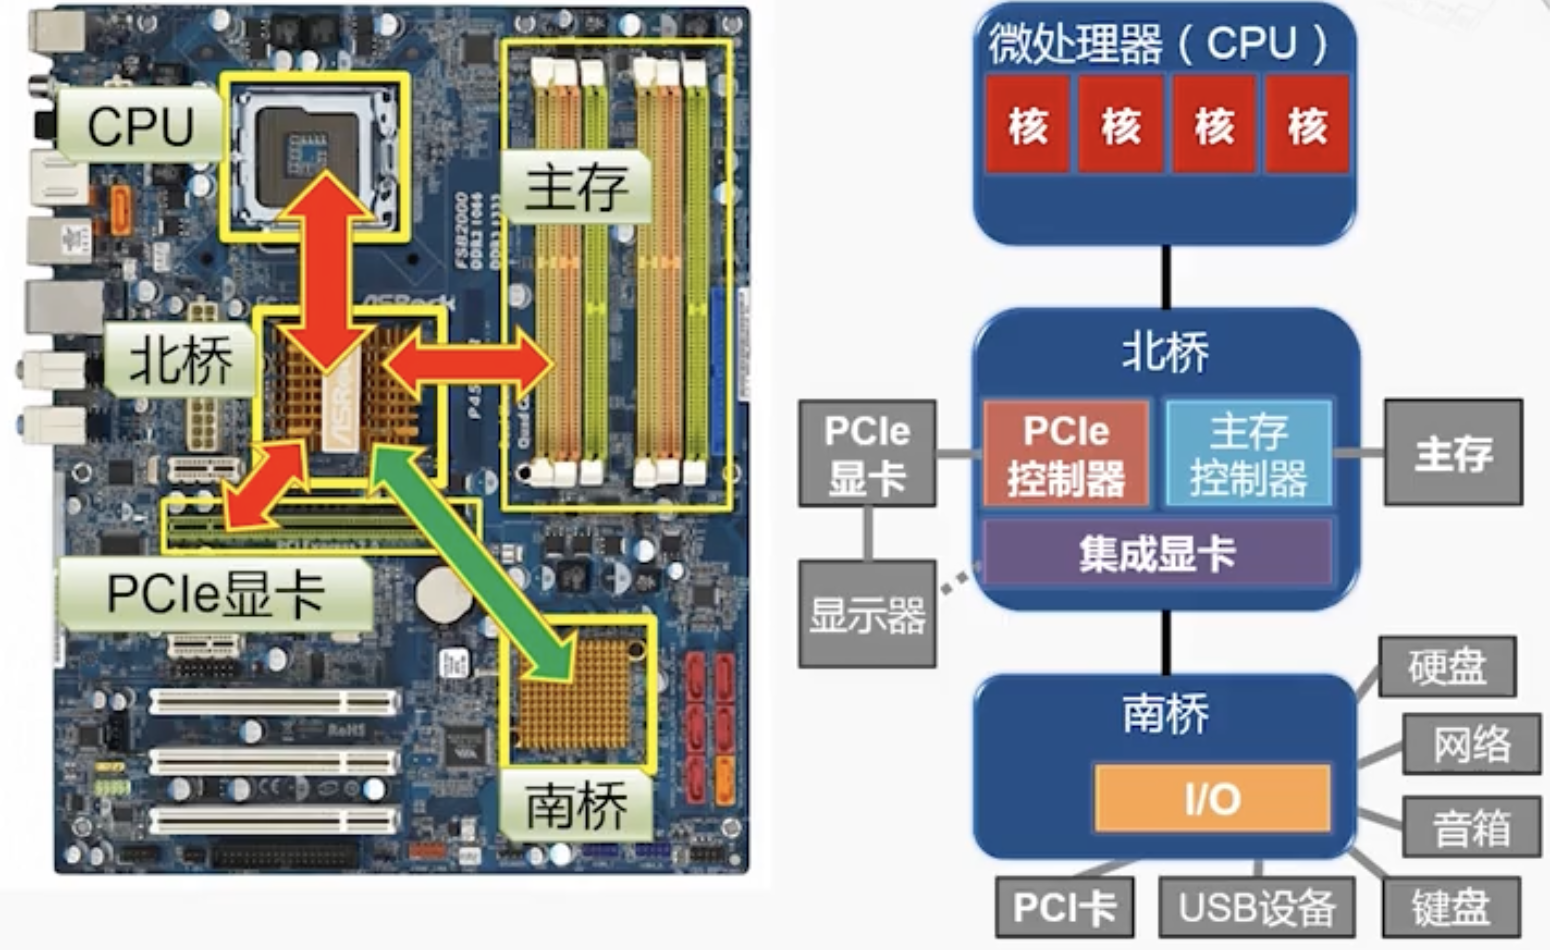 CPU
主存
FSB2000
DDR2 1066
DDR3 1333
ASRock
北桥
ASRo
PCIe显卡
RoHS
南桥
微处理器（CPU）
核 核 核 核
北桥
PCIe
控制器
主存
控制器
集成显卡
PCIe
显卡
显示器
主存
南桥
I/O
硬盘
网络
音箱
键盘
USB设备
PCI卡